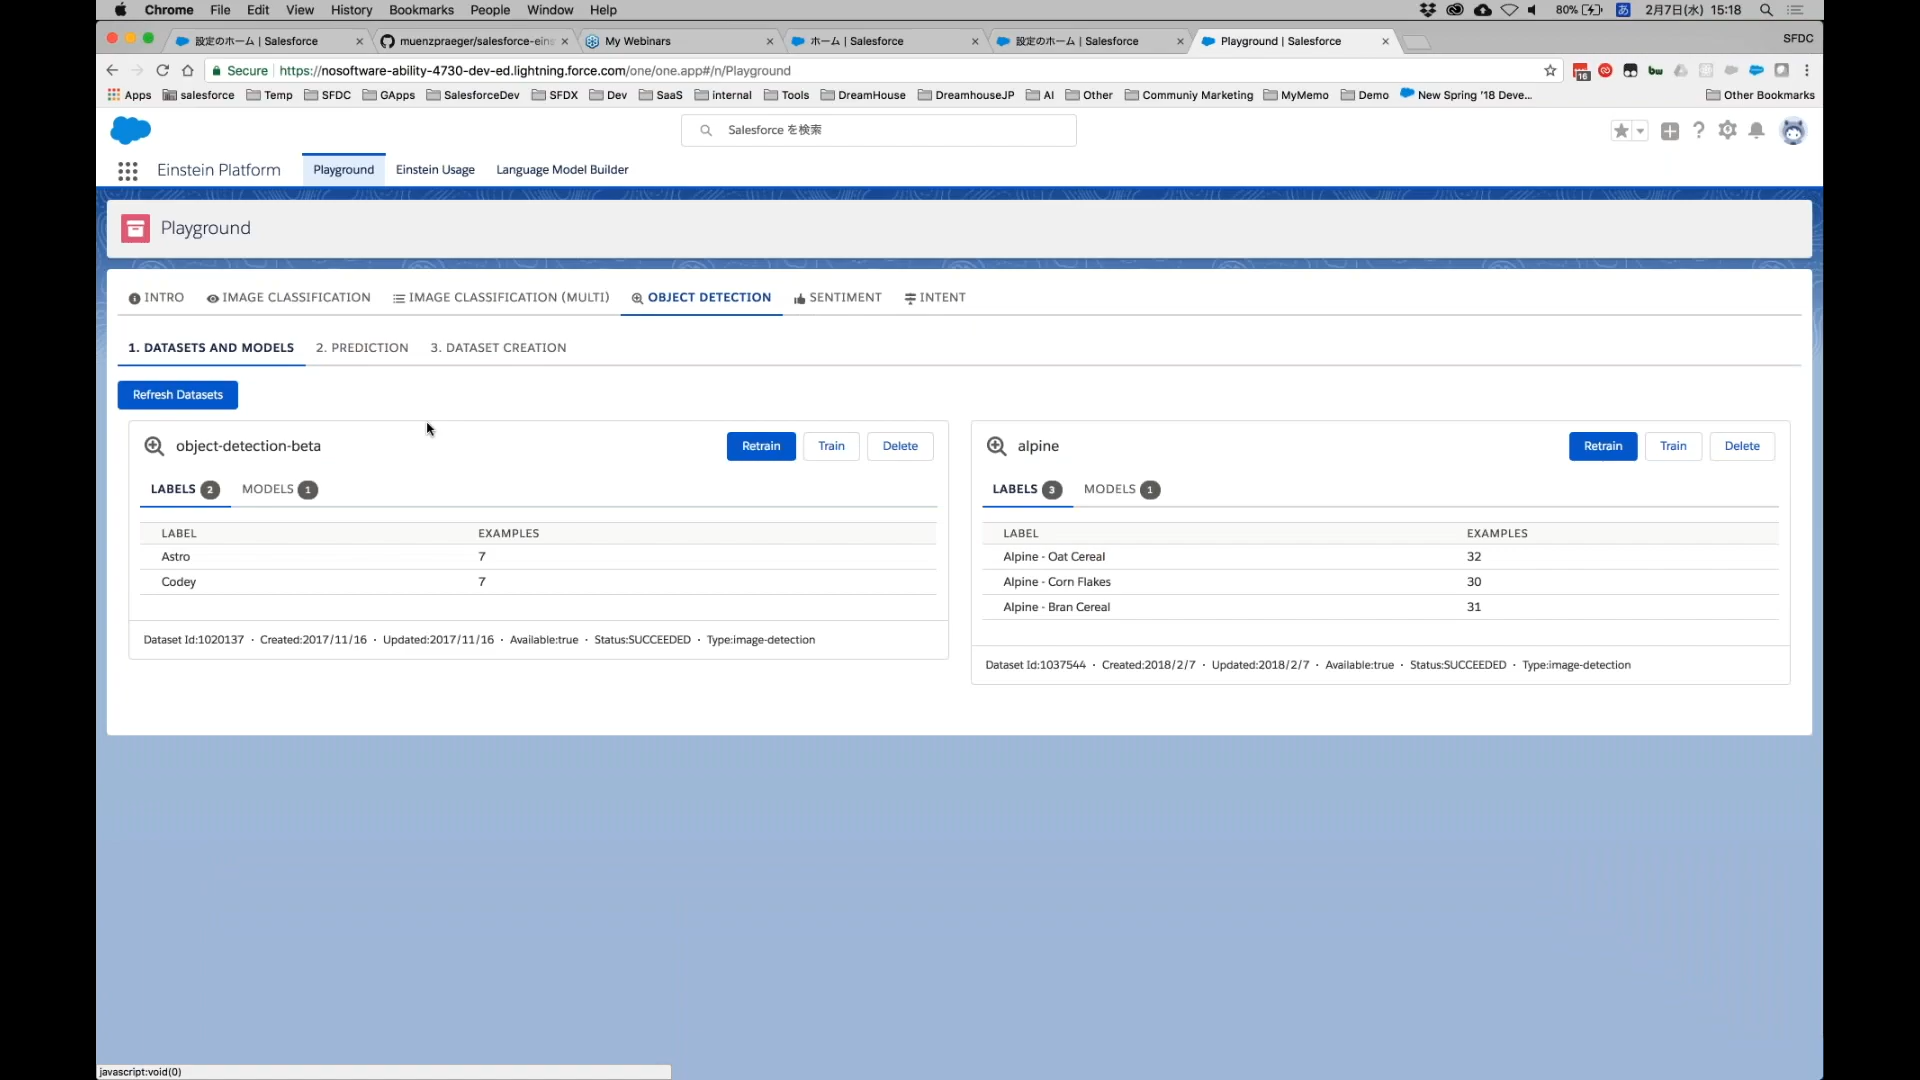 Chrome File Edit View History Bookmarks People Window Help 80% あ 2月7日(水) 15:18
設定のホーム | Salesforce muenzpraeger/salesforce-eins My Webinars ホーム | Salesforce 設定のホーム | Salesforce Playground | Salesforce SFDC
Secure https://nosoftware-ability-4730-dev-ed.lightning.force.com/one/one.app#/n/Playground 16 bw
Apps salesforce Temp SFDC GApps SalesforceDev SFDX Dev SaaS internal Tools DreamHouse DreamhouseJP AI Other Communiy Marketing MyMemo Demo New Spring '18 Deve... Other Bookmarks
Salesforce を検索
Einstein Platform Playground Einstein Usage Language Model Builder
Playground
INTRO IMAGE CLASSIFICATION IMAGE CLASSIFICATION (MULTI) OBJECT DETECTION SENTIMENT INTENT
1. DATASETS AND MODELS 2. PREDICTION 3. DATASET CREATION
Refresh Datasets
object-detection-beta Retrain Train Delete
LABELS 2 MODELS 1
LABEL EXAMPLES
Astro 7
Codey 7
Dataset Id:1020137 · Created:2017/11/16 · Updated:2017/11/16 · Available:true · Status:SUCCEEDED · Type:image-detection
alpine Retrain Train Delete
LABELS 3 MODELS 1
LABEL EXAMPLES
Alpine - Oat Cereal 32
Alpine - Corn Flakes 30
Alpine - Bran Cereal 31
Dataset Id:1037544 · Created:2018/2/7 · Updated:2018/2/7 · Available:true · Status:SUCCEEDED · Type:image-detection
javascript:void(0)